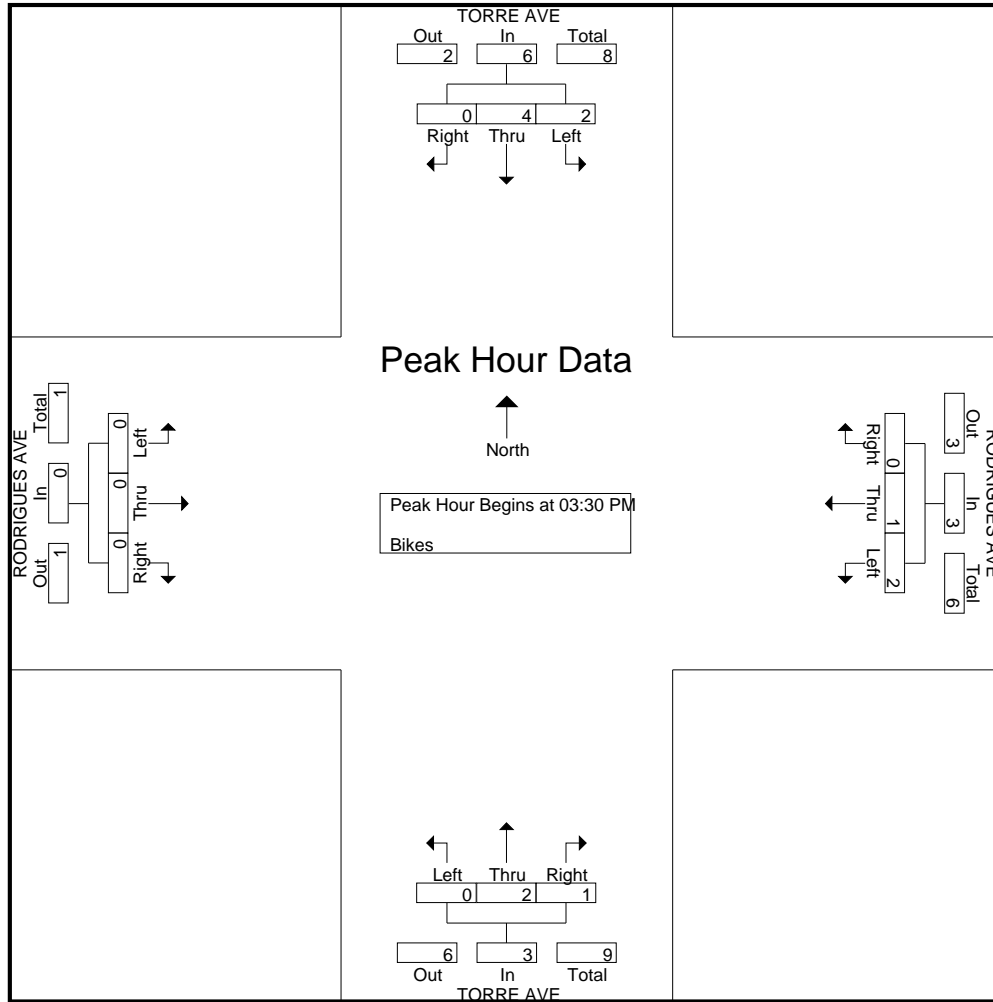 TORRE AVE
Out In Total
2 6 8
0 4 2
Right Thru Left
Peak Hour Data
North
Peak Hour Begins at 03:30 PM
Bikes
RODRIGUES AVE
Out In Total
1 0 1
Left Thru Right
0 0 0
RODRIGUES AVE
Out In Total
3 3 6
Right Thru Left
0 1 2
Left Thru Right
0 2 1
6 3 9
Out In Total
TORRE AVE